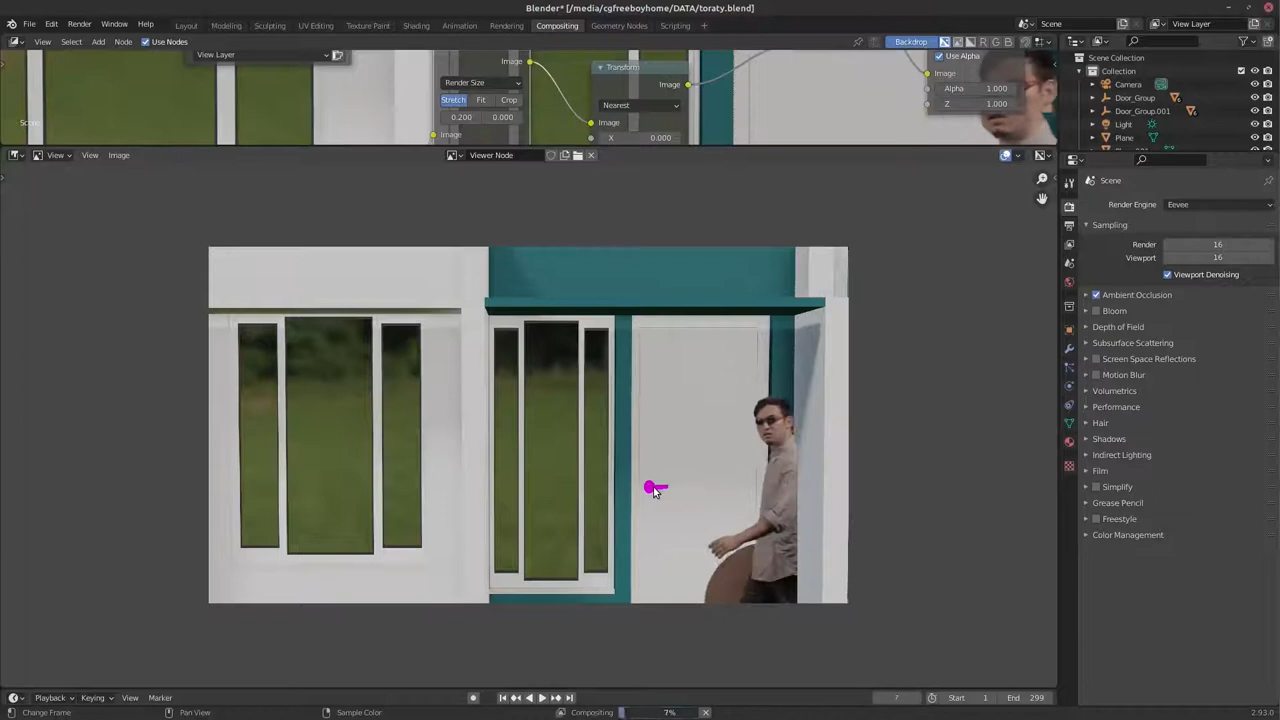 Blender* [/media/cgfreeboyhome/DATA/toraty.blend]
File Edit Render Window Help Layout Modeling Sculpting UV Editing Texture Paint Shading Animation Rendering Compositing Geometry Nodes Scripting + Scene View Layer
View Select Add Node Use Nodes Backdrop R G B
View Layer
Image
Render Size
Stretch Fit Crop
0.200 0.000
Image
Transform
Image
Nearest
Image
X 0.000
Use Alpha
Image
Alpha 1.000
Z 1.000
Scene Collection
Collection
Camera
Door_Group
Door_Group.001
Light
Plane
View View Image Viewer Node
Scene
Render Engine Eevee
Sampling
Render 16
Viewport 16
Viewport Denoising
Ambient Occlusion
Bloom
Depth of Field
Subsurface Scattering
Screen Space Reflections
Motion Blur
Volumetrics
Performance
Hair
Shadows
Indirect Lighting
Film
Simplify
Grease Pencil
Freestyle
Color Management
Playback Keying View Marker 7 Start 1 End 299
Change Frame Pan View Sample Color Compositing 7% 2.93.0